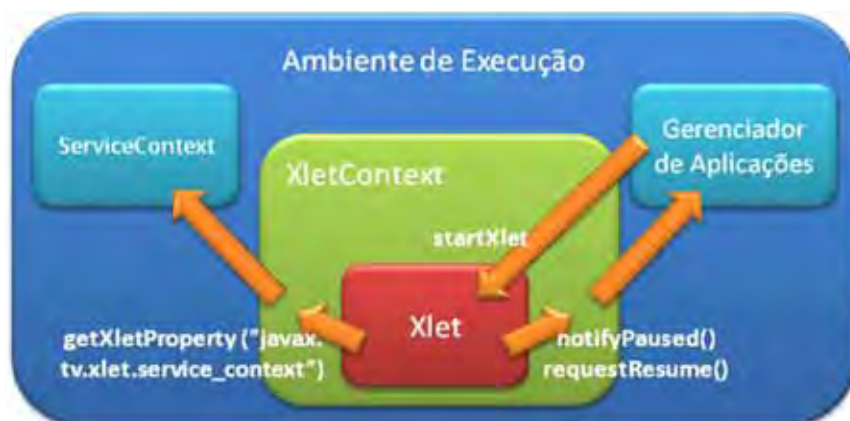 Ambiente de Execução
ServiceContext
Gerenciador
de Aplicações
XletContext
startXlet
Xlet
getXletProperty ("javax.
tv.xlet.service_context")
notifyPaused()
requestResume()